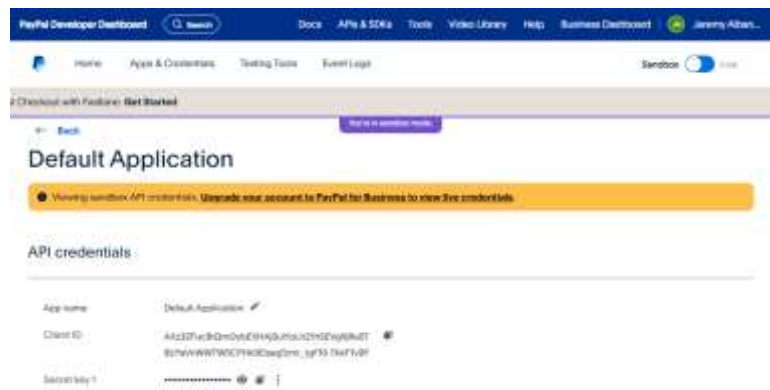 PayPal Developer Dashboard
Search
Docs
APIs & SDKs
Tools
Video Library
Help
Business Dashboard
Jeremy Alban...
Home
Apps & Credentials
Testing Tools
Event Logs
Sandbox
Live
Checkout with Fastlane: Get Started
You're in sandbox mode.
← Back
Default Application
Viewing sandbox API credentials. Upgrade your account to PayPal for Business to view live credentials.
API credentials
App name
Default Application
Client ID
Secret key 1